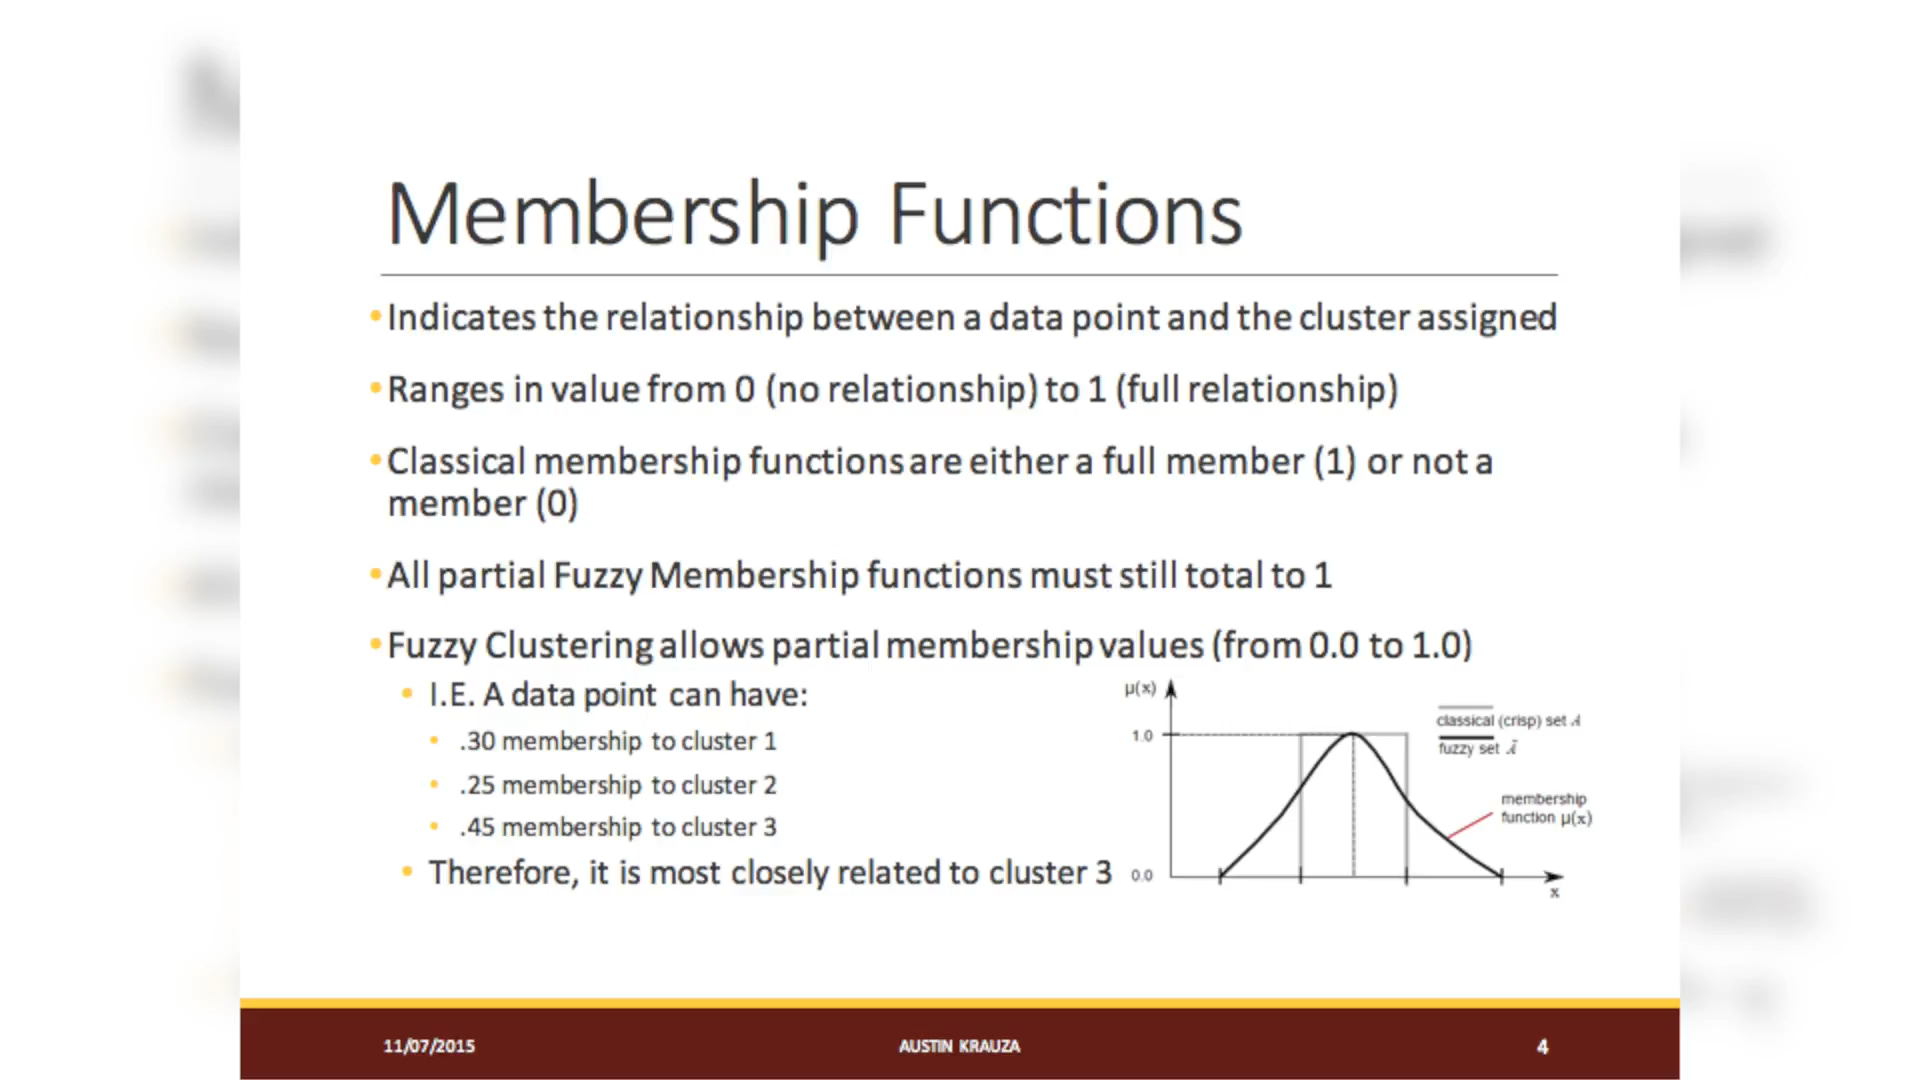 Membership Functions
•Indicates the relationship between a data point and the cluster assigned
•Ranges in value from 0 (no relationship) to 1 (full relationship)
•Classical membership functions are either a full member (1) or not a
member (0)
•All partial Fuzzy Membership functions must still total to 1
•Fuzzy Clustering allows partial membership values (from 0.0 to 1.0)
• I.E. A data point can have:
• .30 membership to cluster 1
• .25 membership to cluster 2
• .45 membership to cluster 3
• Therefore, it is most closely related to cluster 3
μ(x)
1.0
0.0
x
classical (crisp) set A
fuzzy set Ã
membership
function μ(x)
11/07/2015
AUSTIN KRAUZA
4